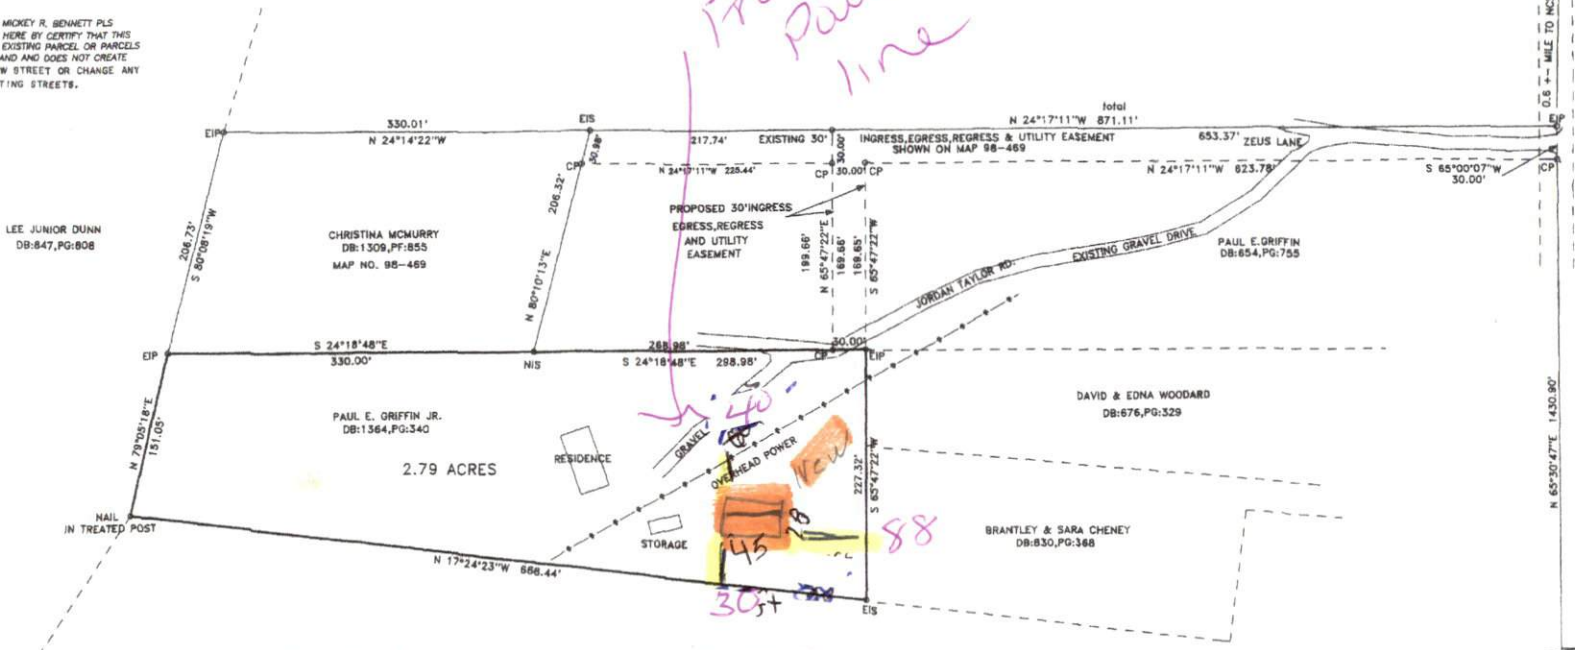 MICKEY R. BENNETT PLS
HERE BY CERTIFY THAT THIS
EXISTING PARCEL OR PARCELS
AND AND DOES NOT CREATE
W STREET OR CHANGE ANY
TING STREETS.
line
0.6 +- MILE TO NC
EIP
330.01'
N 24°14'22"W
EIS
217.74'
EXISTING 30'
INGRESS,EGRESS,REGRESS & UTILITY EASEMENT
SHOWN ON MAP 98-469
total
N 24°17'11"W 871.11'
653.37'
ZEUS LANE
EIP
CP
30.98'
N 24°17'11"W 225.44'
30.00'
CP
30.00'
CP
N 24°17'11"W 623.78'
S 65°00'07"W
30.00'
CP
LEE JUNIOR DUNN
DB:847,PG:808
206.73'
S 80°08'19"W
CHRISTINA MCMURRY
DB:1309,PF:855
MAP NO. 98-469
206.32'
N 80°10'13"E
PROPOSED 30'INGRESS
EGRESS,REGRESS
AND UTILITY
EASEMENT
199.66'
N 65°47'22"E
169.66'
169.65'
S 65°47'22"W
JORDAN TAYLOR RD.
EXISTING GRAVEL DRIVE
PAUL E.GRIFFIN
DB:654,PG:755
EIP
S 24°18'48"E
330.00'
NIS
268.98'
S 24°18'48"E 298.98'
30.00'
CP
EIP
N 79°05'18"E
151.05'
PAUL E. GRIFFIN JR.
DB:1364,PG:340
2.79 ACRES
RESIDENCE
GRAVEL
40
OVERHEAD POWER
New
227.32'
S 65°47'22"W
DAVID & EDNA WOODARD
DB:676,PG:329
N 65°30'47"E 1430.90'
NAIL
IN TREATED POST
STORAGE
28
45
88
BRANTLEY & SARA CHENEY
DB:830,PG:368
N 17°24'23"W 666.44'
30
EIS